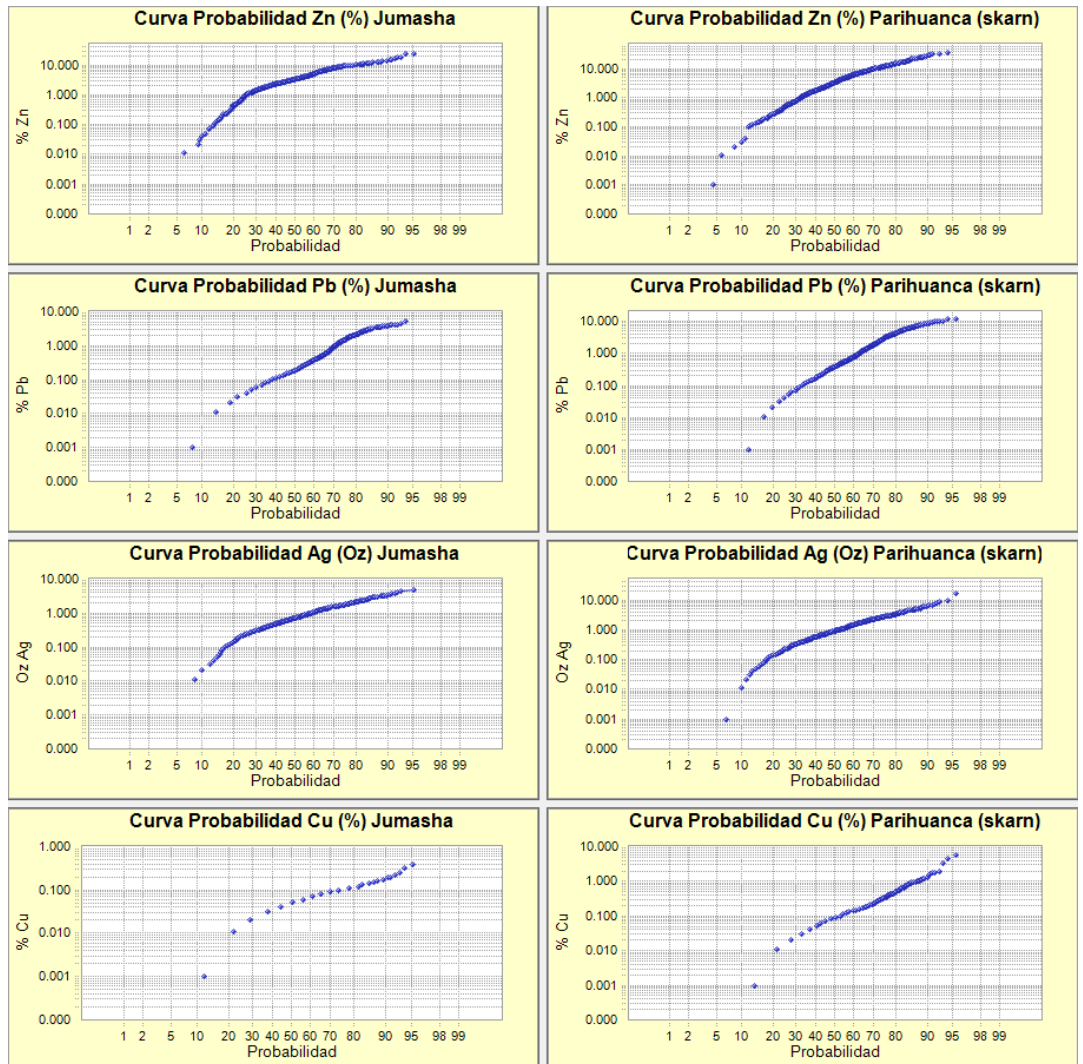 Curva Probabilidad Zn (%) Jumasha
10.000
1.000
0.100
0.010
0.001
0.000
% Zn
1 2 5 10 20 30 40 50 60 70 80 90 95 98 99
Probabilidad
Curva Probabilidad Zn (%) Parihuanca (skarn)
10.000
1.000
0.100
0.010
0.001
0.000
% Zn
1 2 5 10 20 30 40 50 60 70 80 90 95 98 99
Probabilidad
Curva Probabilidad Pb (%) Jumasha
10.000
1.000
0.100
0.010
0.001
0.000
% Pb
1 2 5 10 20 30 40 50 60 70 80 90 95 98 99
Probabilidad
Curva Probabilidad Pb (%) Parihuanca (skarn)
10.000
1.000
0.100
0.010
0.001
0.000
% Pb
1 2 5 10 20 30 40 50 60 70 80 90 95 98 99
Probabilidad
Curva Probabilidad Ag (Oz) Jumasha
10.000
1.000
0.100
0.010
0.001
0.000
Oz Ag
1 2 5 10 20 30 40 50 60 70 80 90 95 98 99
Probabilidad
Curva Probabilidad Ag (Oz) Parihuanca (skarn)
10.000
1.000
0.100
0.010
0.001
0.000
Oz Ag
1 2 5 10 20 30 40 50 60 70 80 90 95 98 99
Probabilidad
Curva Probabilidad Cu (%) Jumasha
1.000
0.100
0.010
0.001
0.000
% Cu
1 2 5 10 20 30 40 50 60 70 80 90 95 98 99
Probabilidad
Curva Probabilidad Cu (%) Parihuanca (skarn)
10.000
1.000
0.100
0.010
0.001
0.000
% Cu
1 2 5 10 20 30 40 50 60 70 80 90 95 98 99
Probabilidad